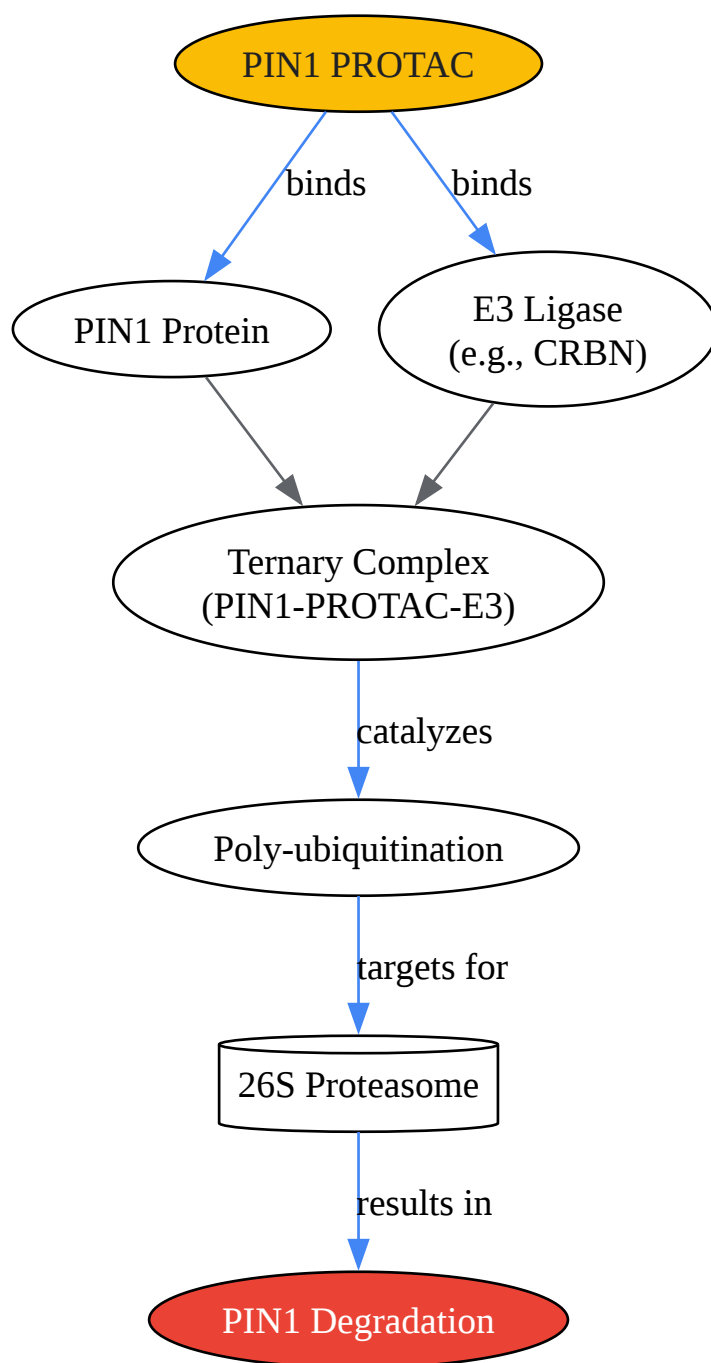 PIN1 PROTAC
binds
binds
PIN1 Protein
E3 Ligase
(e.g., CRBN)
Ternary Complex
(PIN1-PROTAC-E3)
catalyzes
Poly-ubiquitination
targets for
26S Proteasome
results in
PIN1 Degradation